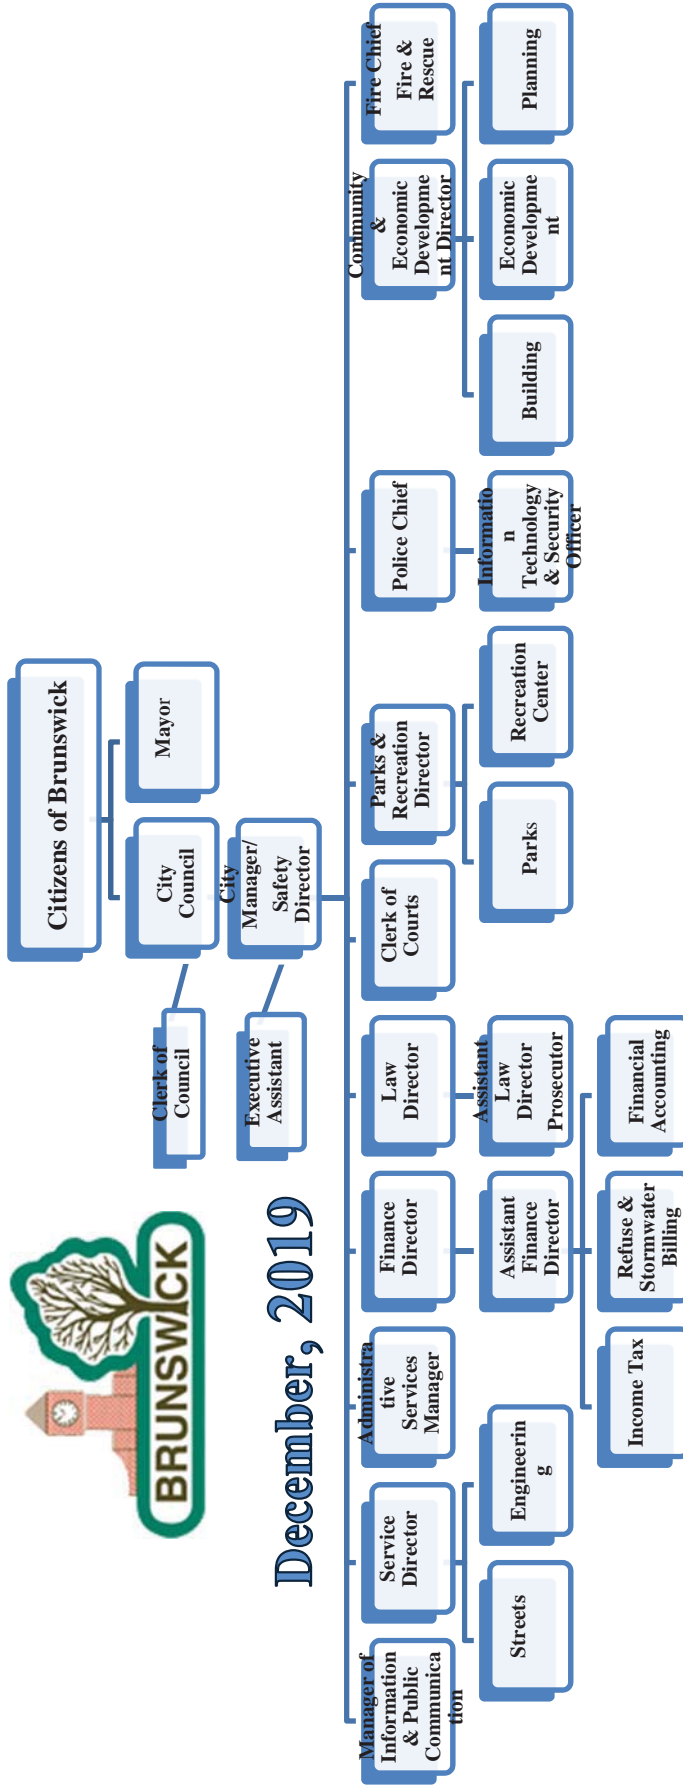 BRUNSWICK
December, 2019
Citizens of Brunswick
City
Council
Mayor
Clerk of
Council
City
Manager/
Safety
Director
Executive
Assistant
Manager of
Information
& Public
Communica
tion
Service
Director
Administra
tive
Services
Manager
Finance
Director
Law
Director
Clerk of
Courts
Parks &
Recreation
Director
Police Chief
Community
&
Economic
Developme
nt Director
Fire Chief
Fire &
Rescue
Streets
Engineerin
g
Assistant
Finance
Director
Assistant
Law
Director
Prosecutor
Parks
Recreation
Center
Informatio
n
Technology
& Security
Officer
Building
Economic
Developme
nt
Planning
Income Tax
Refuse &
Stormwater
Billing
Financial
Accounting